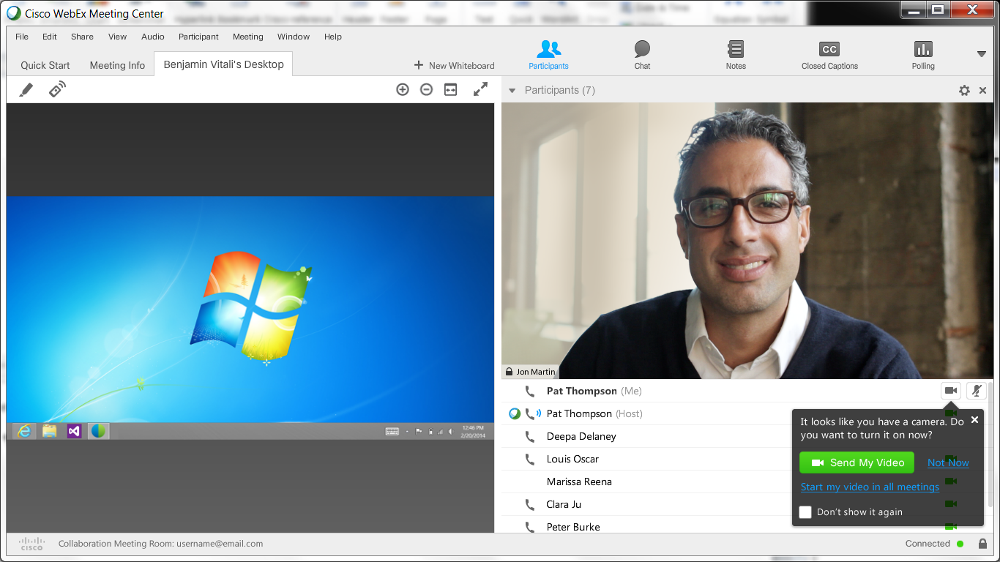 Cisco WebEx Meeting Center
File Edit Share View Audio Participant Meeting Window Help
Quick Start Meeting Info Benjamin Vitali's Desktop + New Whiteboard
Participants Chat Notes CC Closed Captions Polling
Participants (7)
Jon Martin
Pat Thompson (Me)
Pat Thompson (Host)
Deepa Delaney
Louis Oscar
Marissa Reena
Clara Ju
Peter Burke
It looks like you have a camera. Do
you want to turn it on now?
Send My Video Not Now
Start my video in all meetings
Don't show it again
12:46 PM
2/20/2014
CISCO Collaboration Meeting Room: username@email.com
Connected